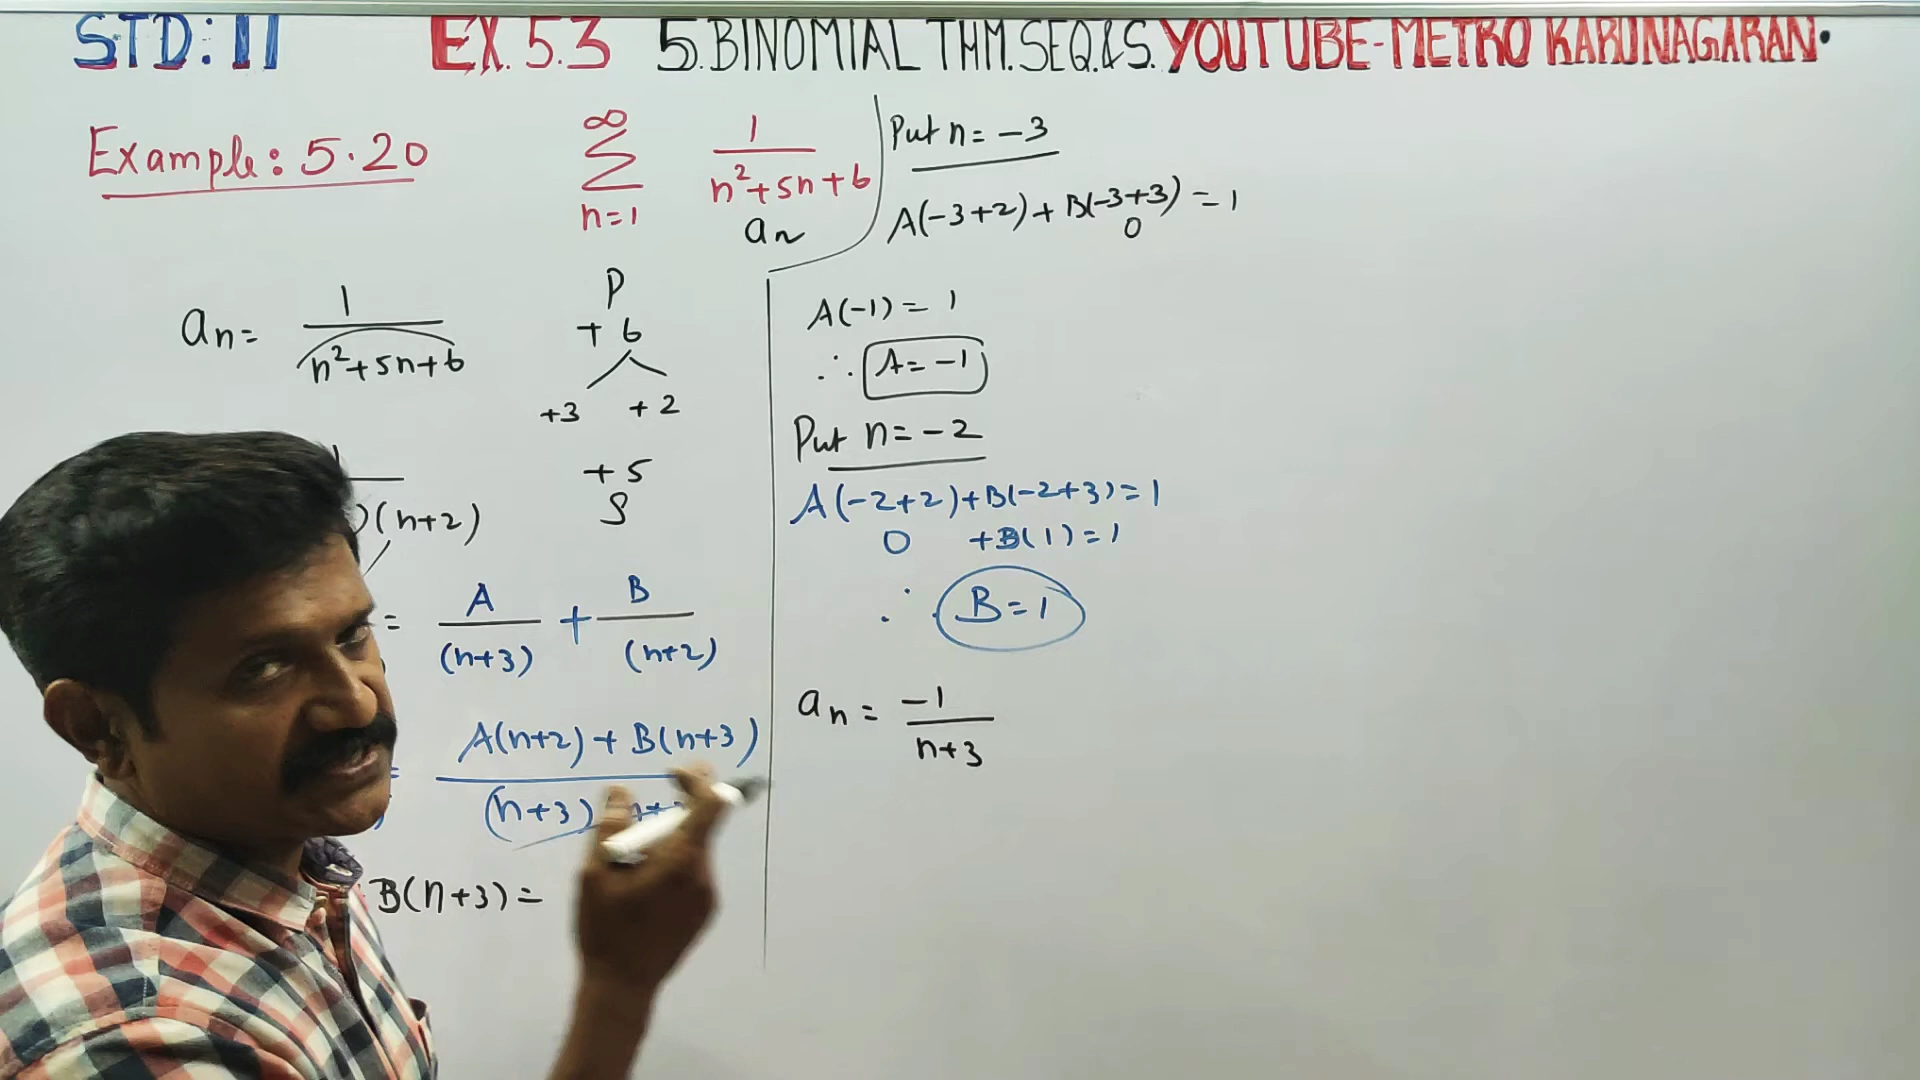 STD: 11 EX. 5.3 5. BINOMIAL THM. SEQ.&S. YOUTUBE-METRO KARUNAGARAN.
Example: 5.20
∞
Σ 1/(n²+5n+6)
n=1
aₙ
aₙ = 1/(n²+5n+6)
P
+6
+3 +2
+5
S
(n+2)
= A/(n+3) + B/(n+2)
= A(n+2) + B(n+3)
(n+3)
B(n+3) =
Put n = -3
A(-3+2) + B(-3+3) = 1
0
A(-1) = 1
∴ A = -1
Put n = -2
A(-2+2)+B(-2+3)=1
0 +B(1)=1
∴ B=1
aₙ = -1/(n+3)